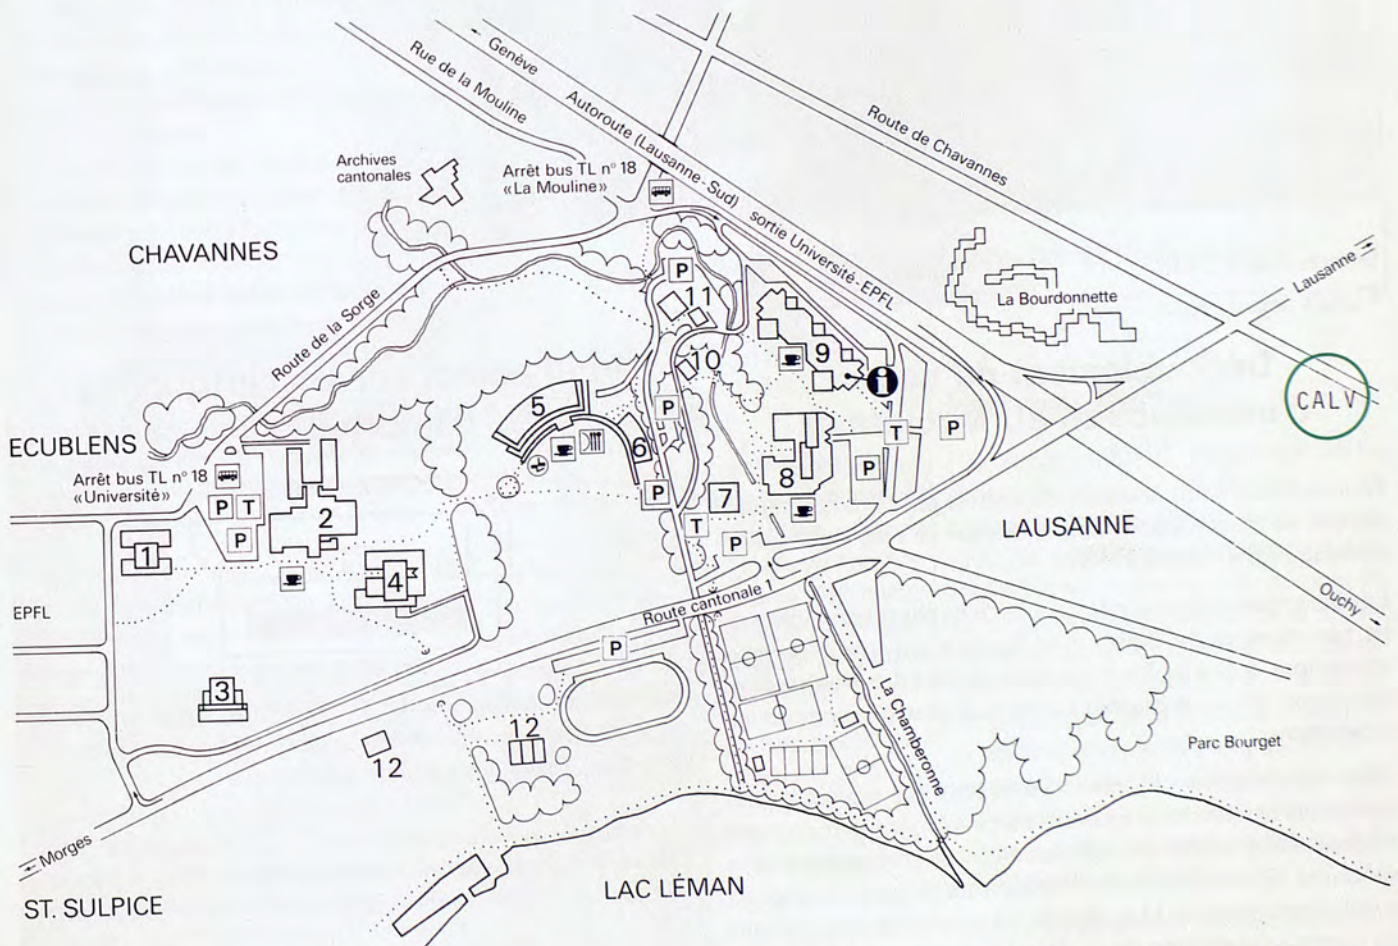 Genève
Rue de la Mouline
Autoroute (Lausanne-Sud) sortie Université-EPFL
Route de Chavannes
Archives
cantonales
Arrêt bus TL n° 18
«La Mouline»
CHAVANNES
Lausanne
La Bourdonnette
P
11
Route de la Sorge
9
i
10
CALV
5
P
T
P
ECUBLENS
6
Arrêt bus TL n° 18
«Université»
8
P
P
T
2
P
7
LAUSANNE
P
T
P
1
4
EPFL
Route cantonale 1
Ouchy
P
3
La Chamberonne
12
12
Parc Bourget
Morges
LAC LÉMAN
ST. SULPICE